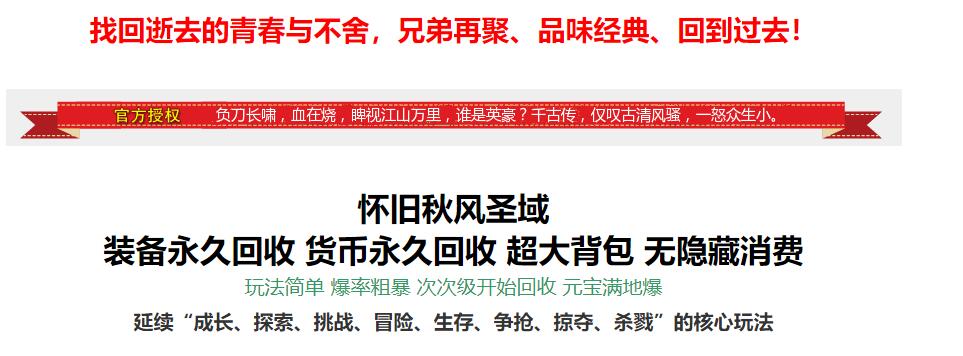 找回逝去的青春与不舍，兄弟再聚、品味经典、回到过去！
官方授权 负刀长啸，血在烧，睥视江山万里，谁是英豪？千古传，仅叹古清风骚，一怒众生小。
怀旧秋风圣域
装备永久回收 货币永久回收 超大背包 无隐藏消费
玩法简单 爆率粗暴 次次级开始回收 元宝满地爆
延续“成长、探索、挑战、冒险、生存、争抢、掠夺、杀戮”的核心玩法